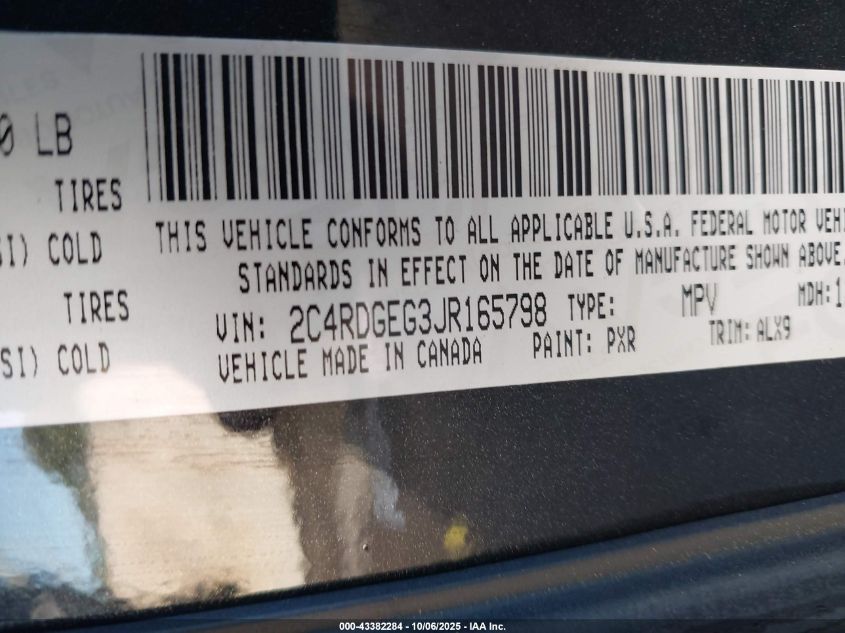 0 LB
TIRES
SI) COLD
TIRES
SI) COLD
THIS VEHICLE CONFORMS TO ALL APPLICABLE U.S.A. FEDERAL MOTOR VEHI
STANDARDS IN EFFECT ON THE DATE OF MANUFACTURE SHOWN ABOVE.
VIN: 2C4RDGEG3JR165798 TYPE: MPV MDH: 1
VEHICLE MADE IN CANADA PAINT: PXR TRIM: ALX9
000-43382284 - 10/06/2025 - IAA Inc.